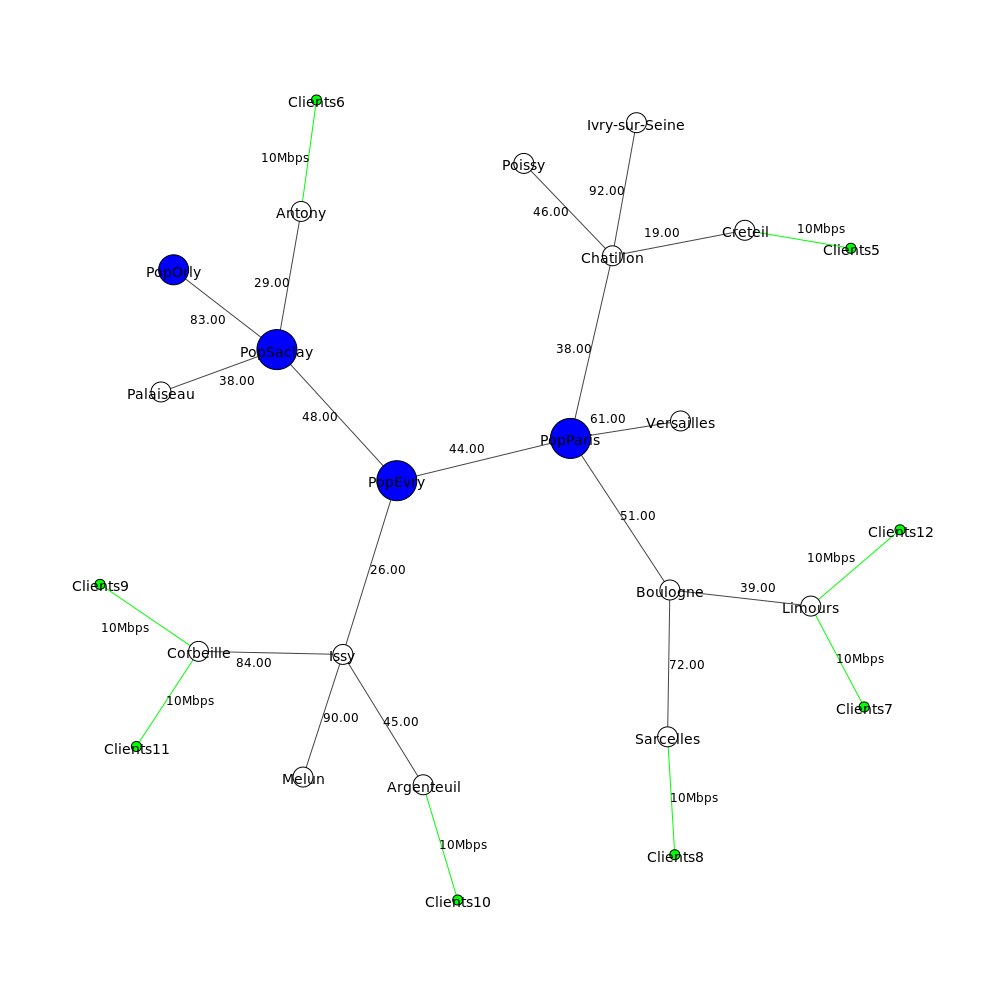 Clients6
Ivry-sur-Seine
10Mbps
Poissy
92.00
46.00
Antony
19.00
Creteil
10Mbps
Clients5
Chatillon
PopOrly
29.00
83.00
38.00
PopSaclay
38.00
Palaiseau
48.00
61.00
Versailles
44.00
PopParis
PopEvry
51.00
Clients12
10Mbps
26.00
Clients9
39.00
Boulogne
Limours
10Mbps
Corbeille
84.00
Issy
72.00
10Mbps
10Mbps
Clients7
90.00
45.00
Sarcelles
Clients11
Melun
Argenteuil
10Mbps
10Mbps
Clients8
Clients10